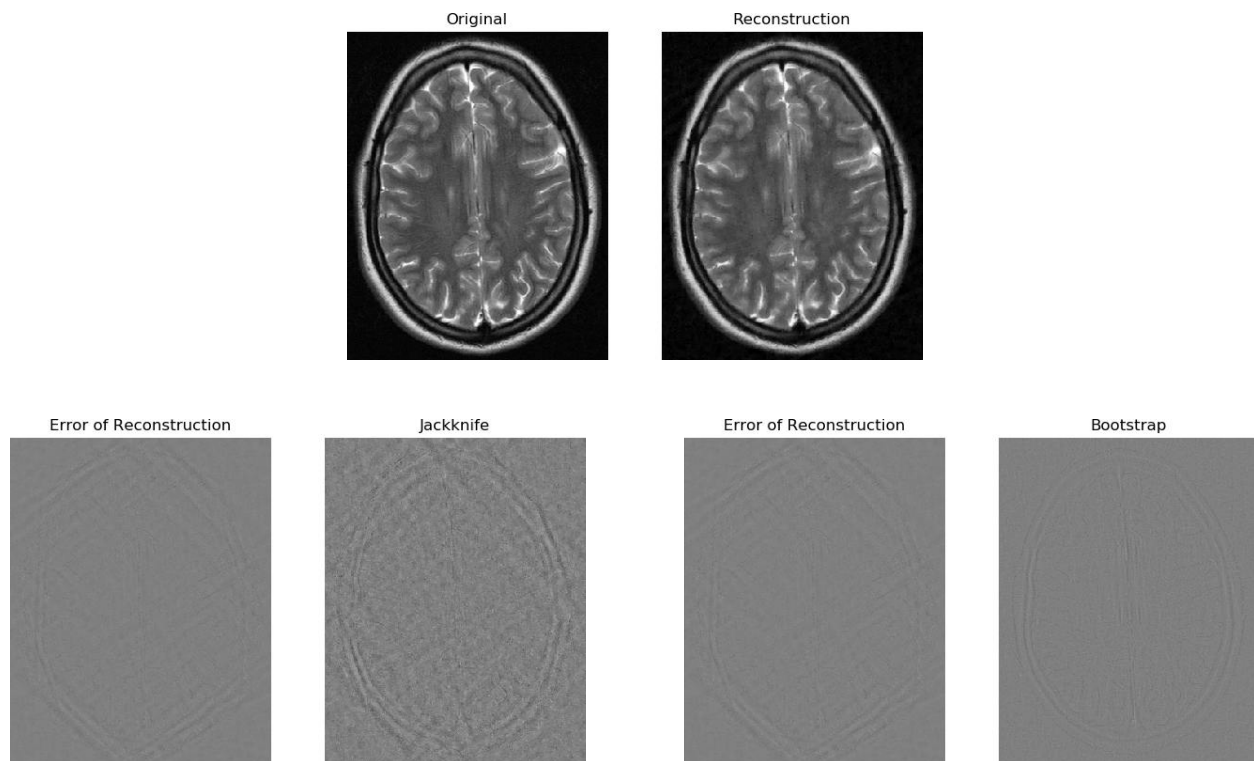 Original
Reconstruction
Error of Reconstruction
Jackknife
Error of Reconstruction
Bootstrap